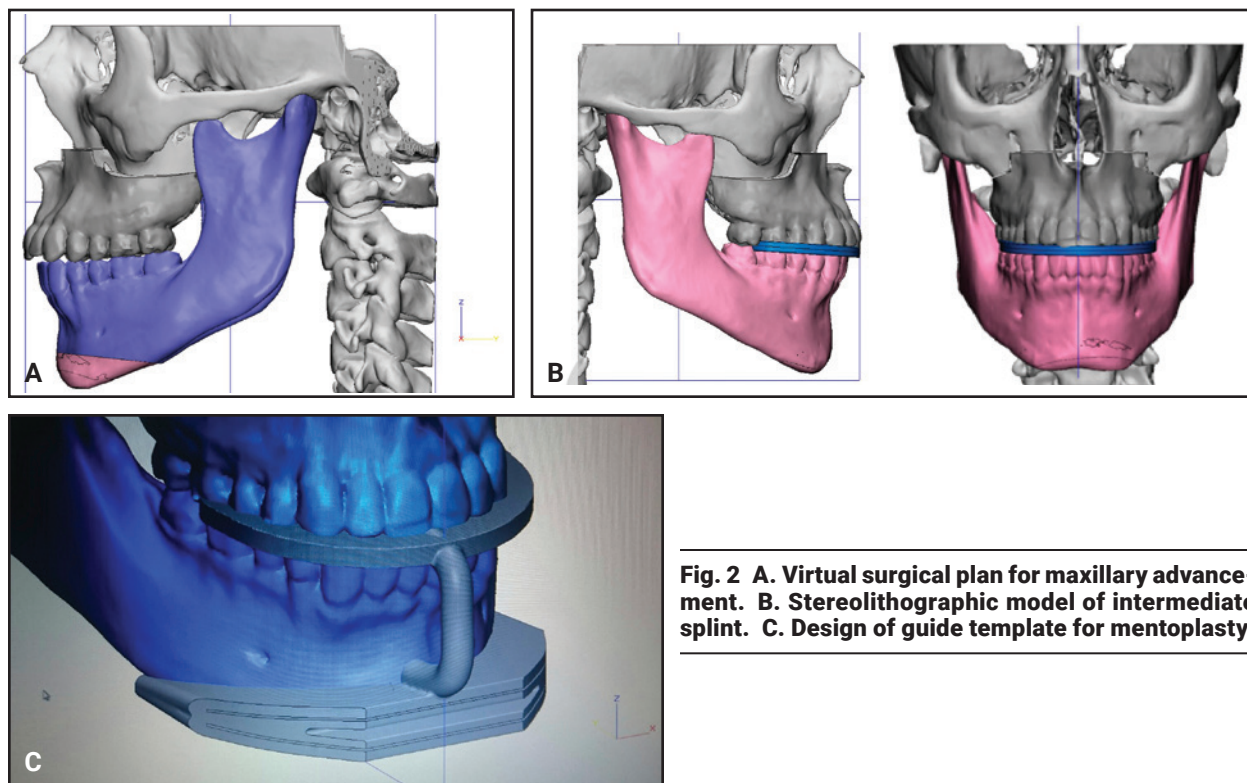 A
z
Y
B
C
z
X
Fig. 2 A. Virtual surgical plan for maxillary advance
ment. B. Stereolithographic model of intermediate
splint. C. Design of guide template for mentoplasty